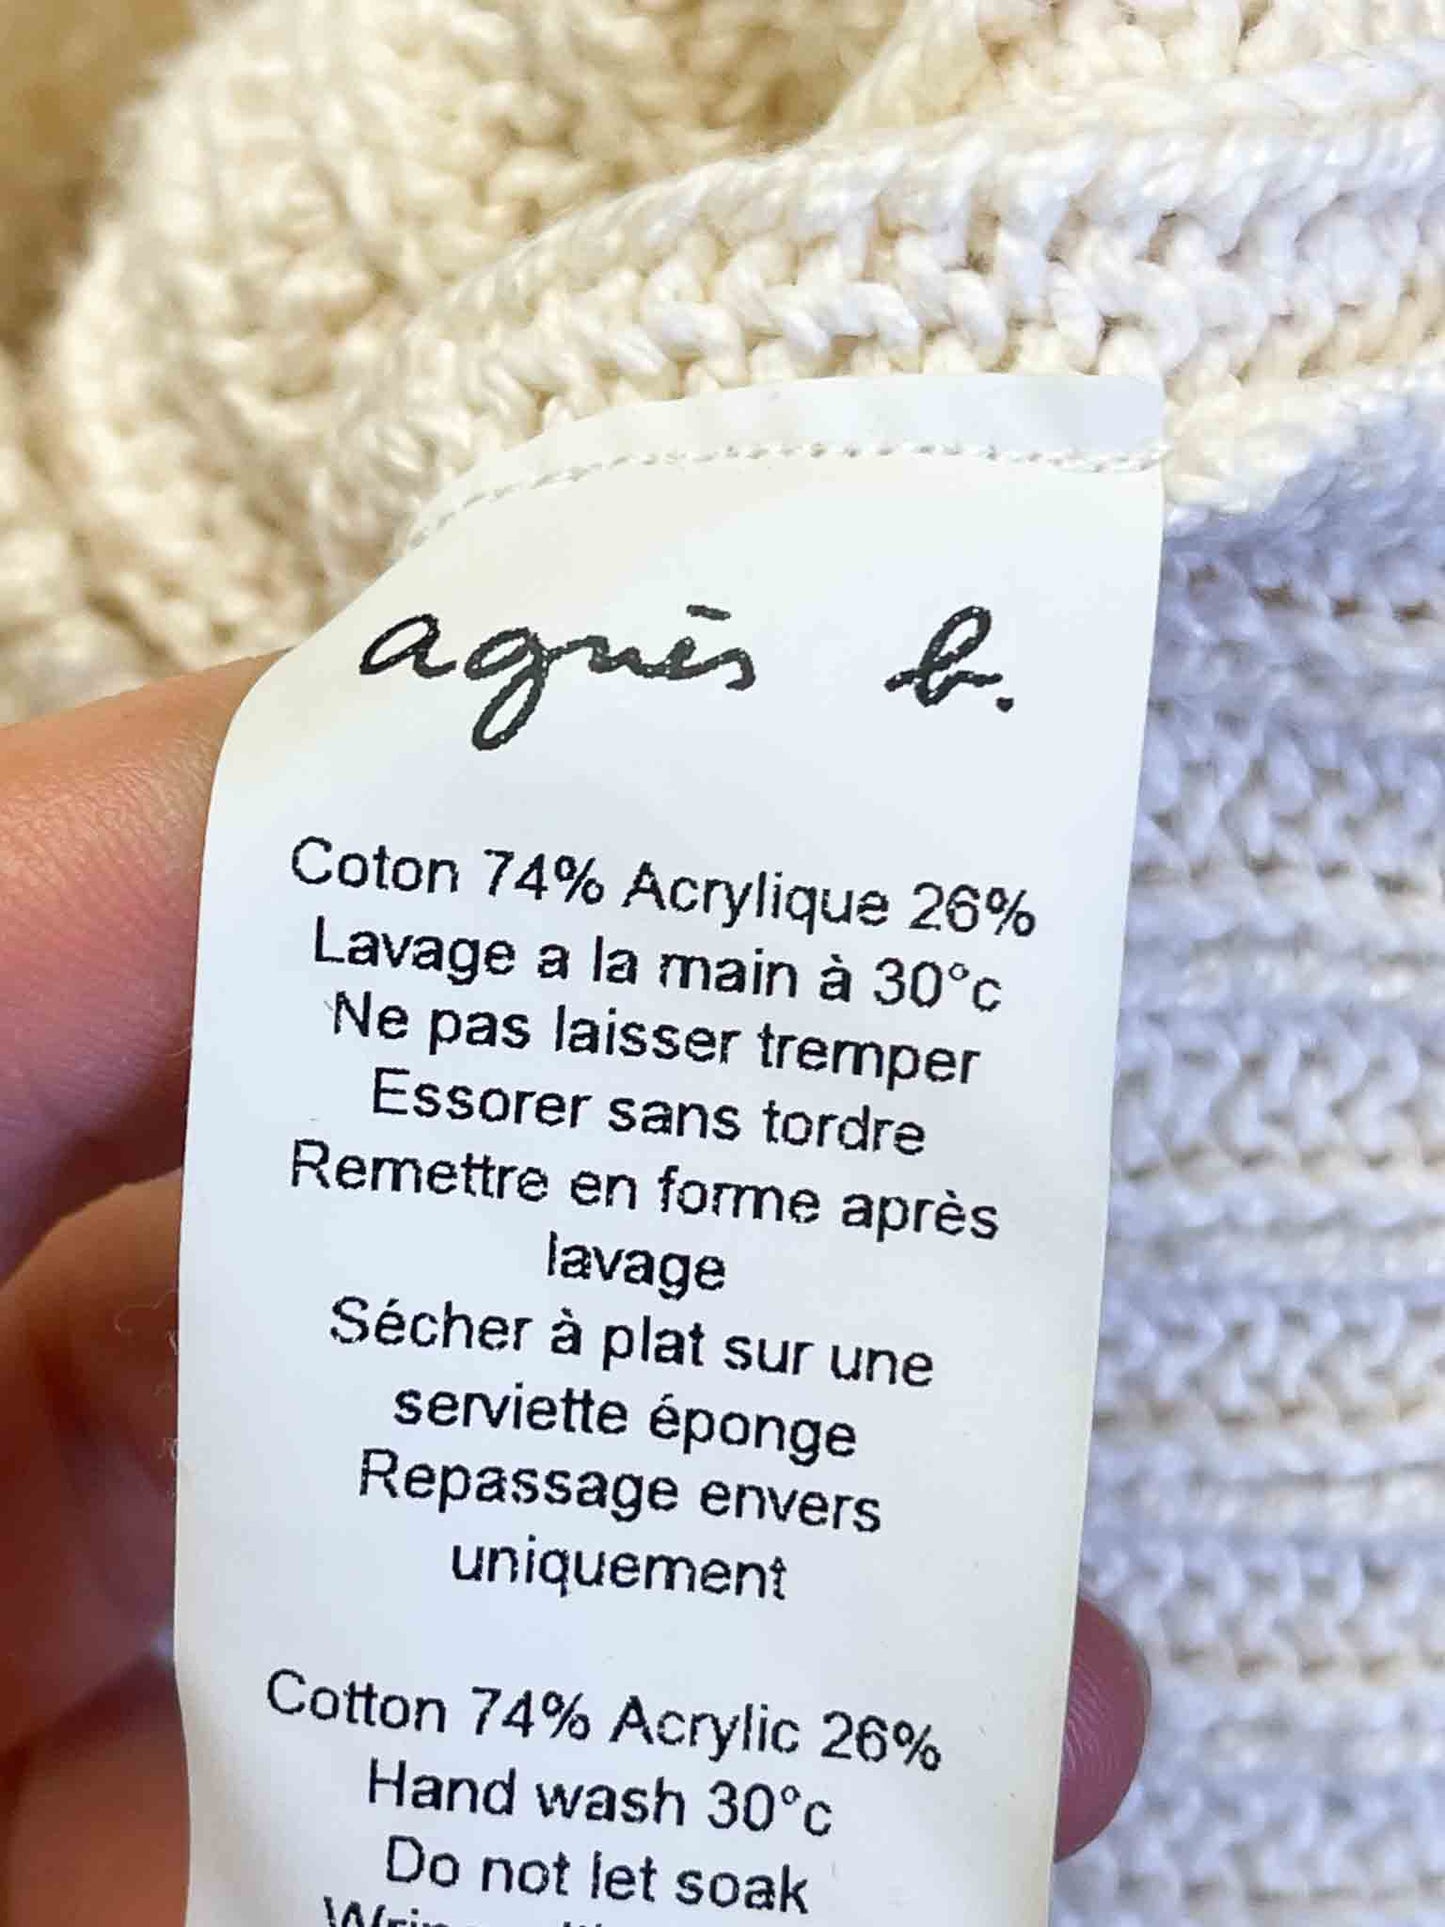 agnès b.
Coton 74% Acrylique 26%
Lavage a la main à 30°c
Ne pas laisser tremper
Essorer sans tordre
Remettre en forme après
lavage
Sécher à plat sur une
serviette éponge
Repassage envers
uniquement
Cotton 74% Acrylic 26%
Hand wash 30°c
Do not let soak